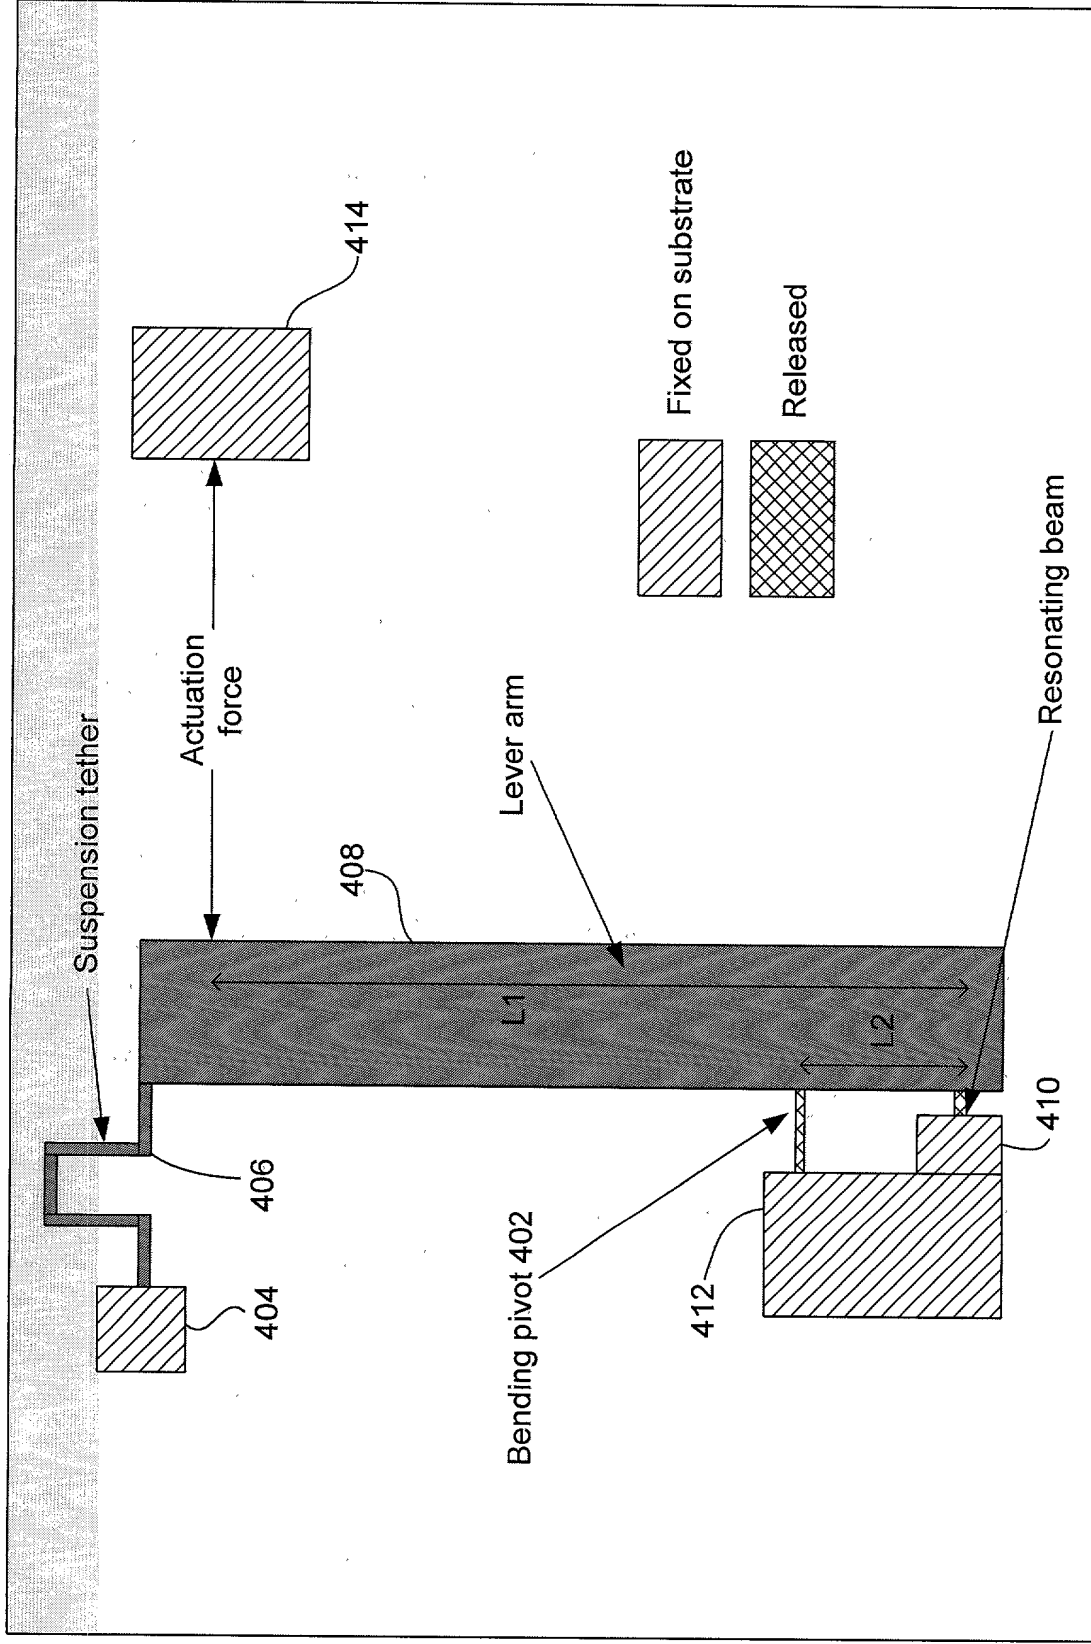 Suspension tether
Actuation
force
414
408
406
404
Lever arm
L1
L2
Bending pivot 402
412
410
Resonating beam
Fixed on substrate
Released